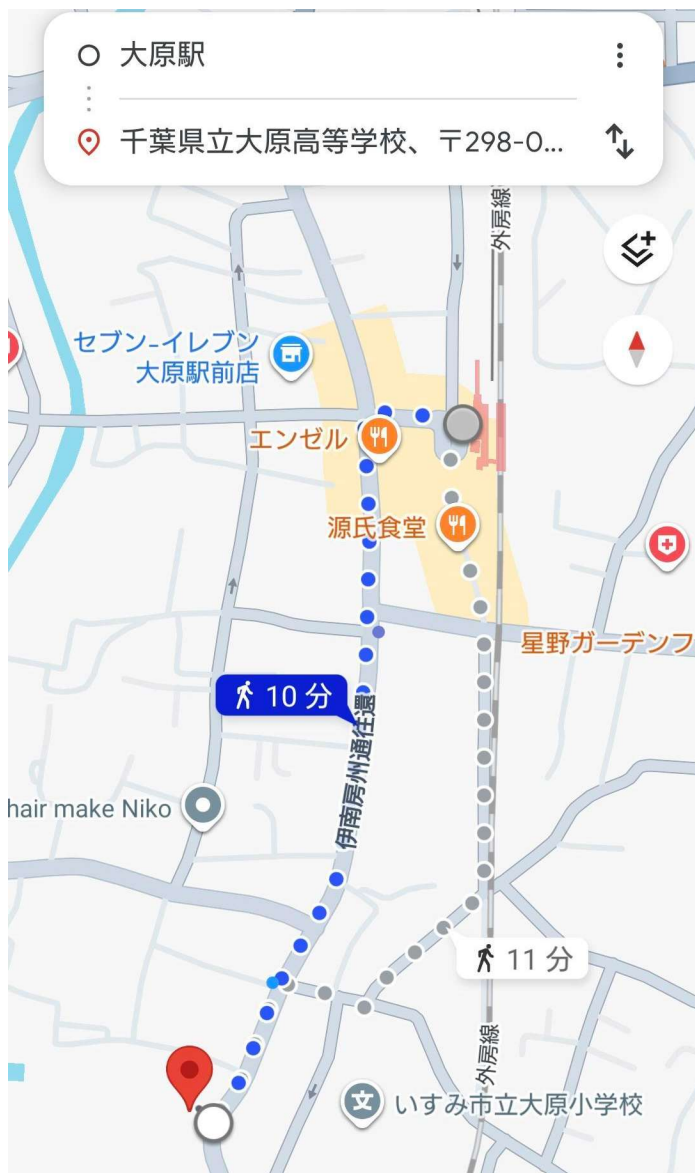 大原駅
千葉県立大原高等学校、〒298-0...
外房線
セブン-イレブン
大原駅前店
エンゼル
源氏食堂
星野ガーデンフ
10 分
伊南房州通往還
hair make Niko
11 分
外房線
いすみ市立大原小学校
文